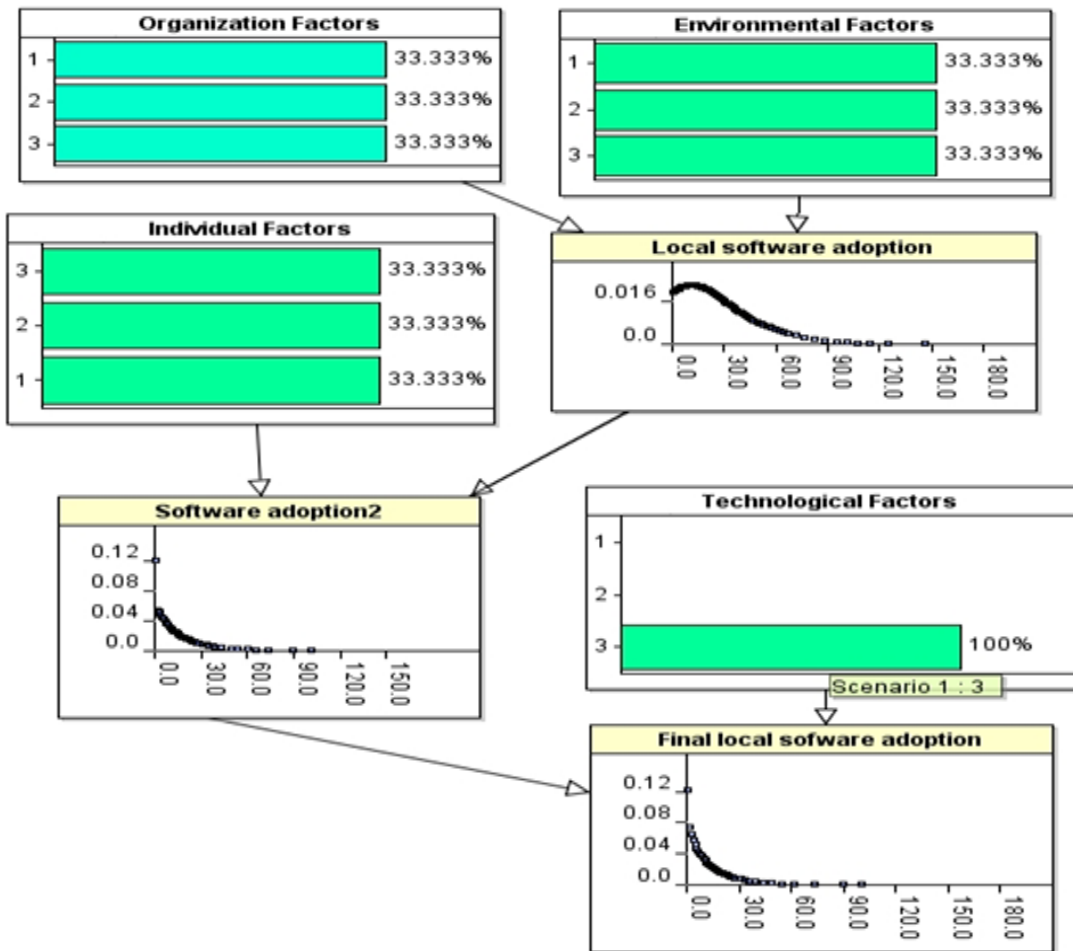 Organization Factors
1 33.333%
2 33.333%
3 33.333%
Environmental Factors
1 33.333%
2 33.333%
3 33.333%
Individual Factors
3 33.333%
2 33.333%
1 33.333%
Local software adoption
0.016
0.0
0.0 30.0 60.0 90.0 120.0 150.0 180.0
Software adoption2
0.12
0.08
0.04
0.0
0.0 30.0 60.0 90.0 120.0 150.0
Technological Factors
1
2
3 100%
Scenario 1 : 3
Final local sofware adoption
0.12
0.08
0.04
0.0
0.0 30.0 60.0 90.0 120.0 150.0 180.0